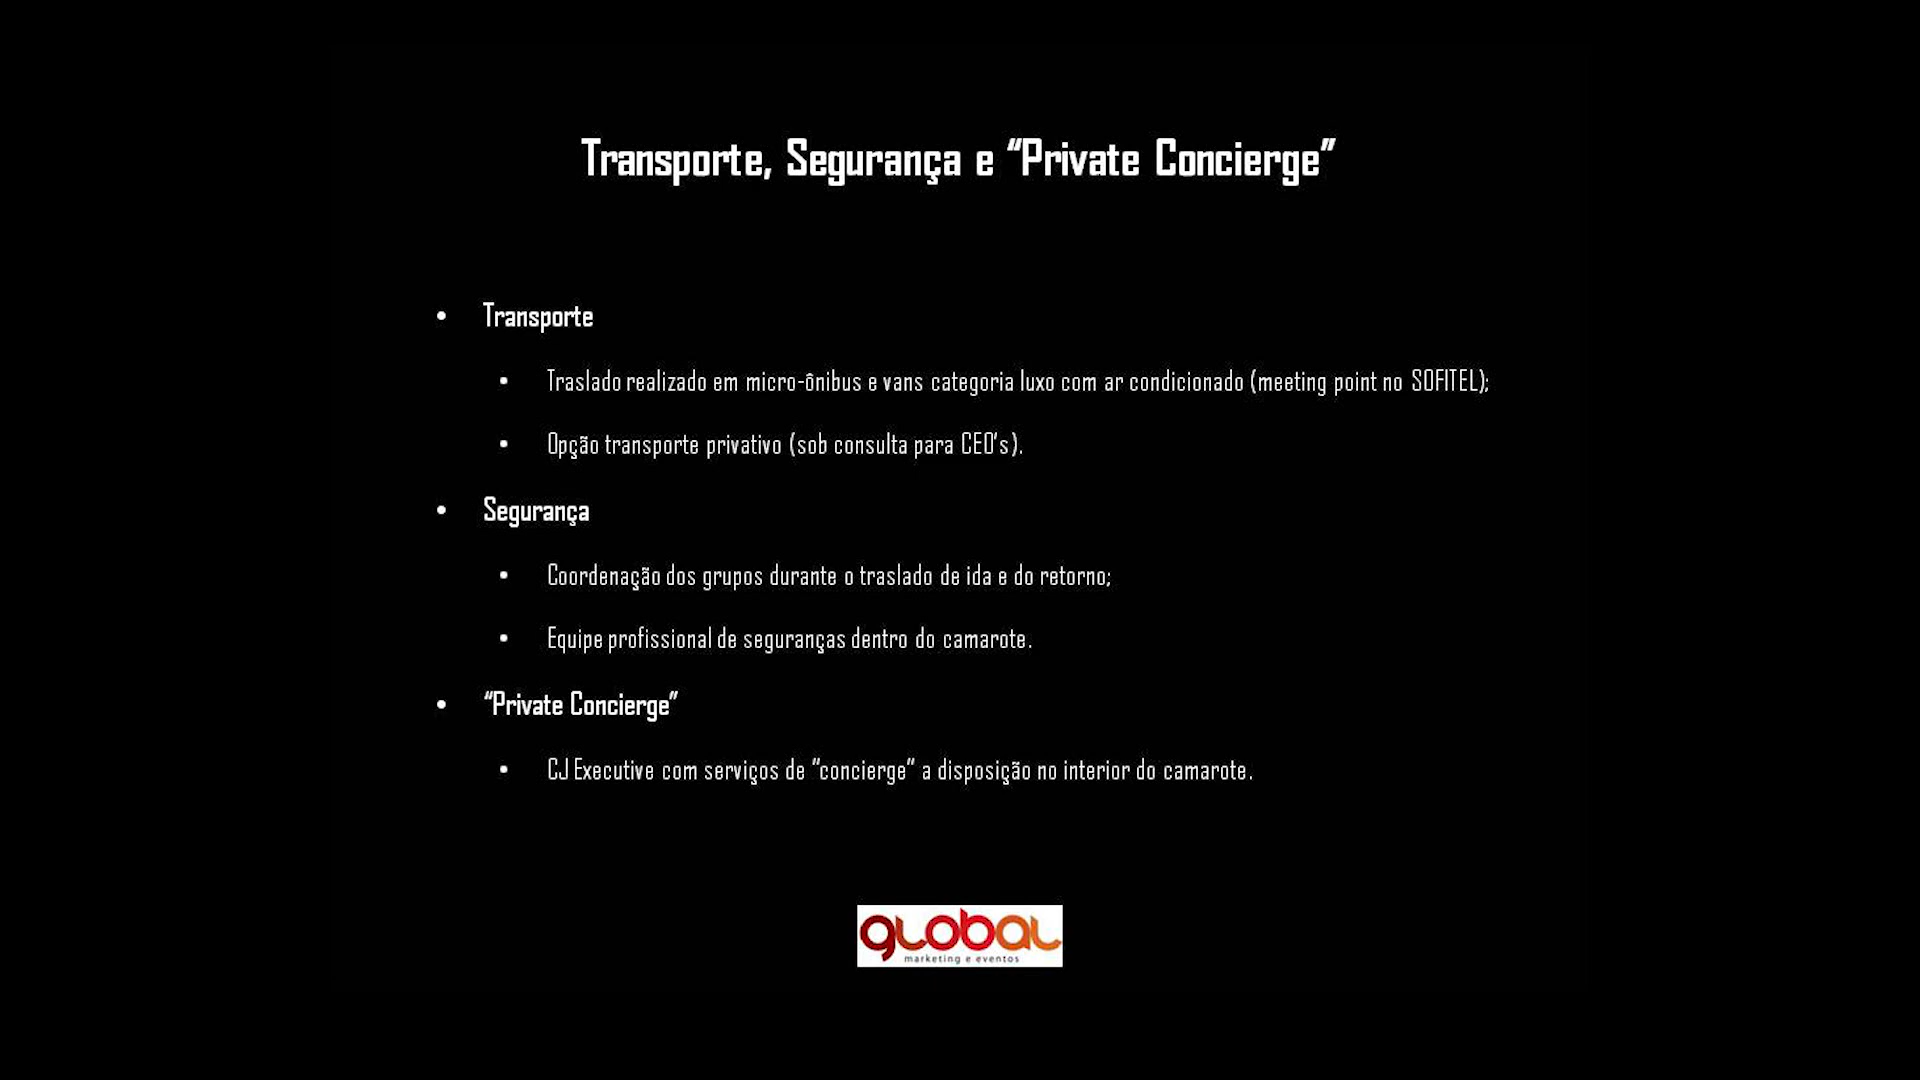 Transporte, Segurança e “Private Concierge”
• Transporte
• Traslado realizado em micro-ônibus e vans categoria luxo com ar condicionado (meeting point no SOFITEL);
• Opção transporte privativo (sob consulta para CEO’s).
• Segurança
• Coordenação dos grupos durante o traslado de ida e do retorno;
• Equipe profissional de seguranças dentro do camarote.
• “Private Concierge”
• CJ Executive com serviços de “concierge” a disposição no interior do camarote.
global
marketing e eventos